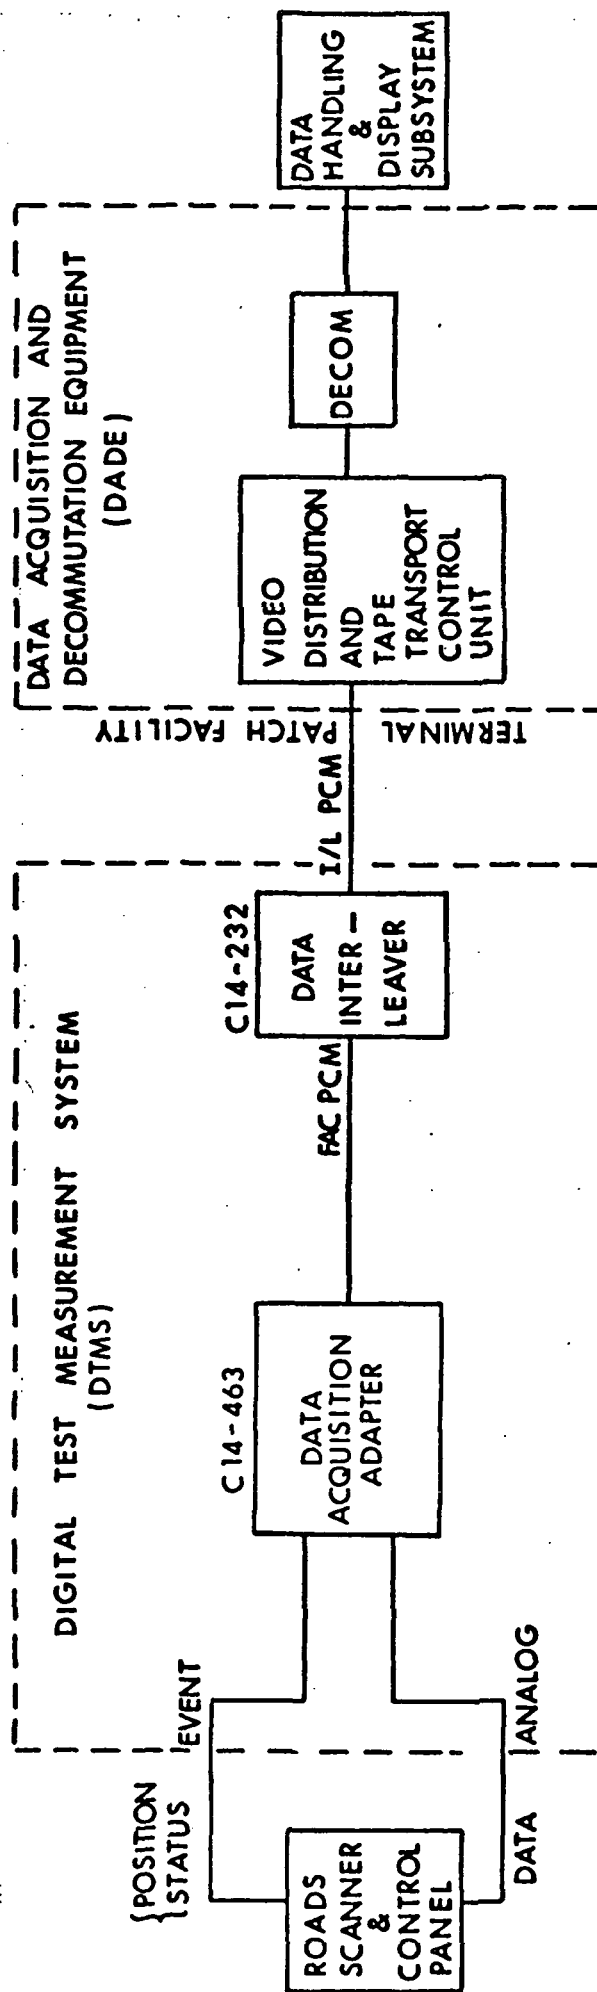 DIGITAL TEST MEASUREMENT SYSTEM
(DTMS)
DATA ACQUISITION AND
DECOMMUTATION EQUIPMENT
(DADE)
POSITION
STATUS
EVENT
ROADS
SCANNER
&
CONTROL
PANEL
DATA
ANALOG
C14-463
DATA
ACQUISITION
ADAPTER
FAC PCM
C14-232
DATA
INTER-
LEAVER
I/L PCM
TERMINAL PATCH FACILITY
VIDEO
DISTRIBUTION
AND
TAPE
TRANSPORT
CONTROL
UNIT
DECOM
DATA
HANDLING
&
DISPLAY
SUBSYSTEM